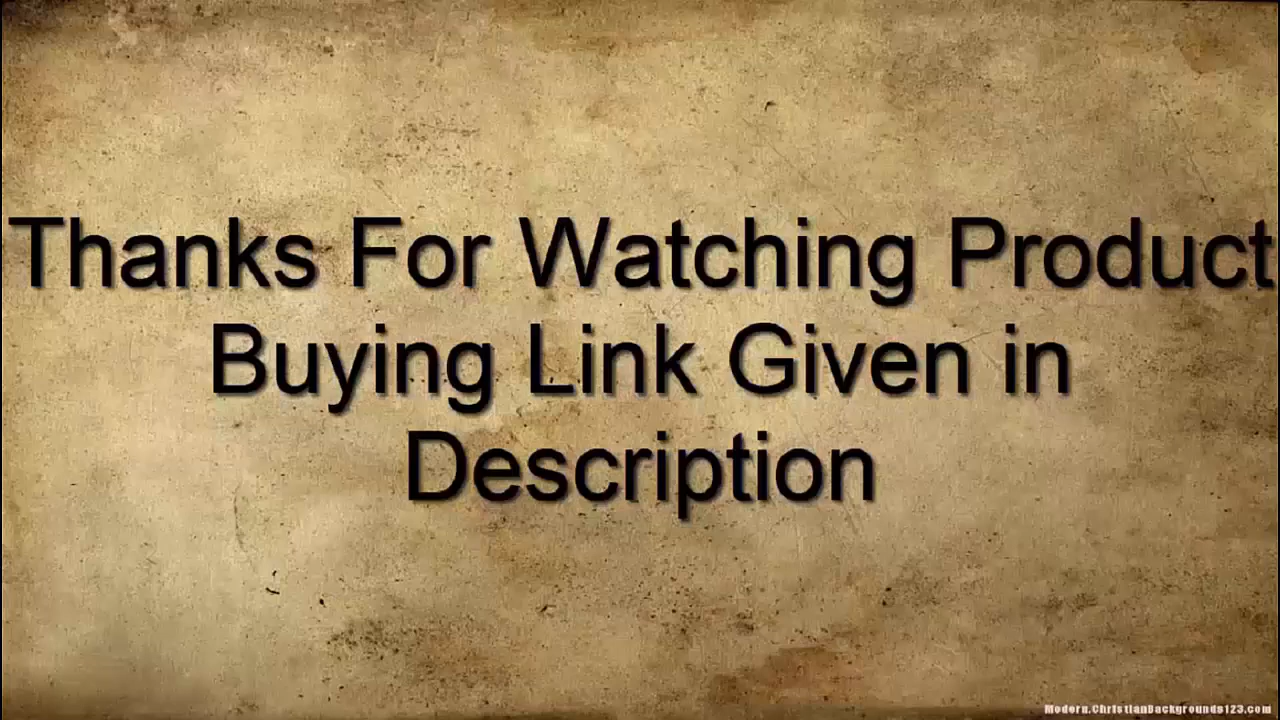 Thanks For Watching Product
Buying Link Given in
Description
Modern.ChristianBackgrounds123.com